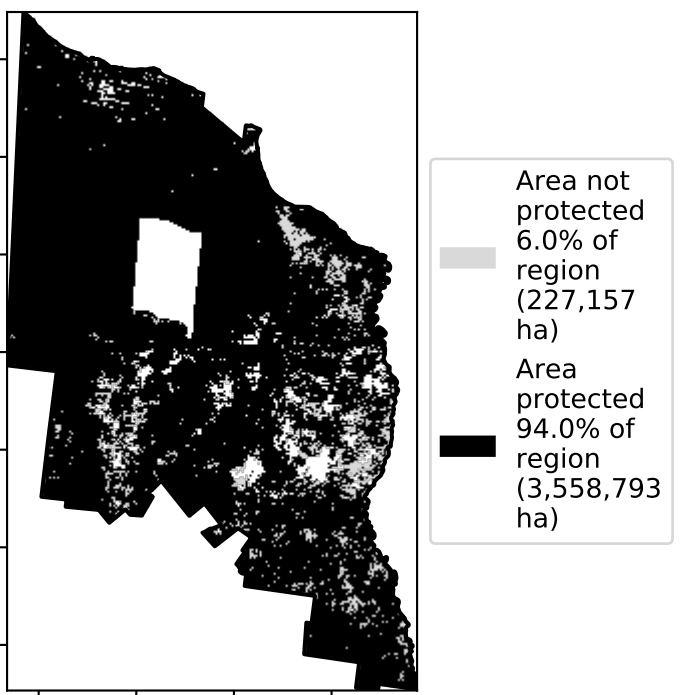 Area not
protected
6.0% of
region
(227,157
ha)
Area
protected
94.0% of
region
(3,558,793
ha)